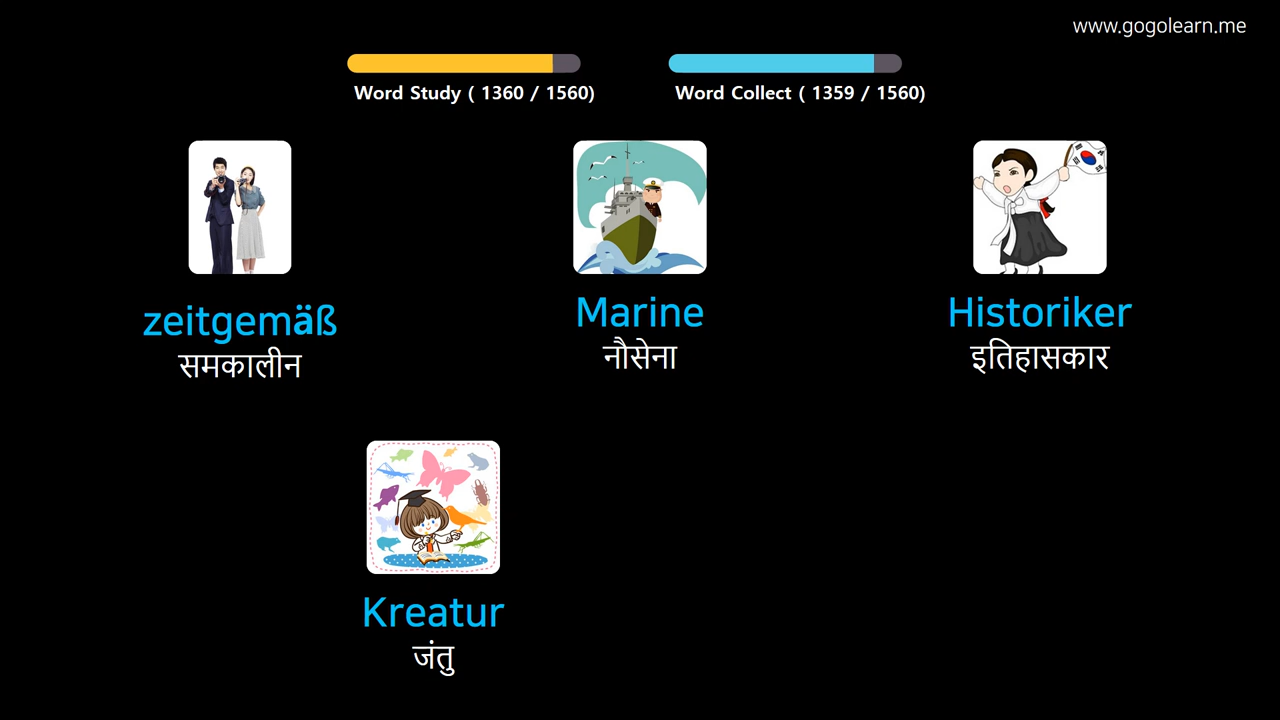 www.gogolearn.me
Word Study ( 1360 / 1560)
Word Collect ( 1359 / 1560)
zeitgemäß
समकालीन
Marine
नौसेना
Historiker
इतिहासकार
Kreatur
जंतु